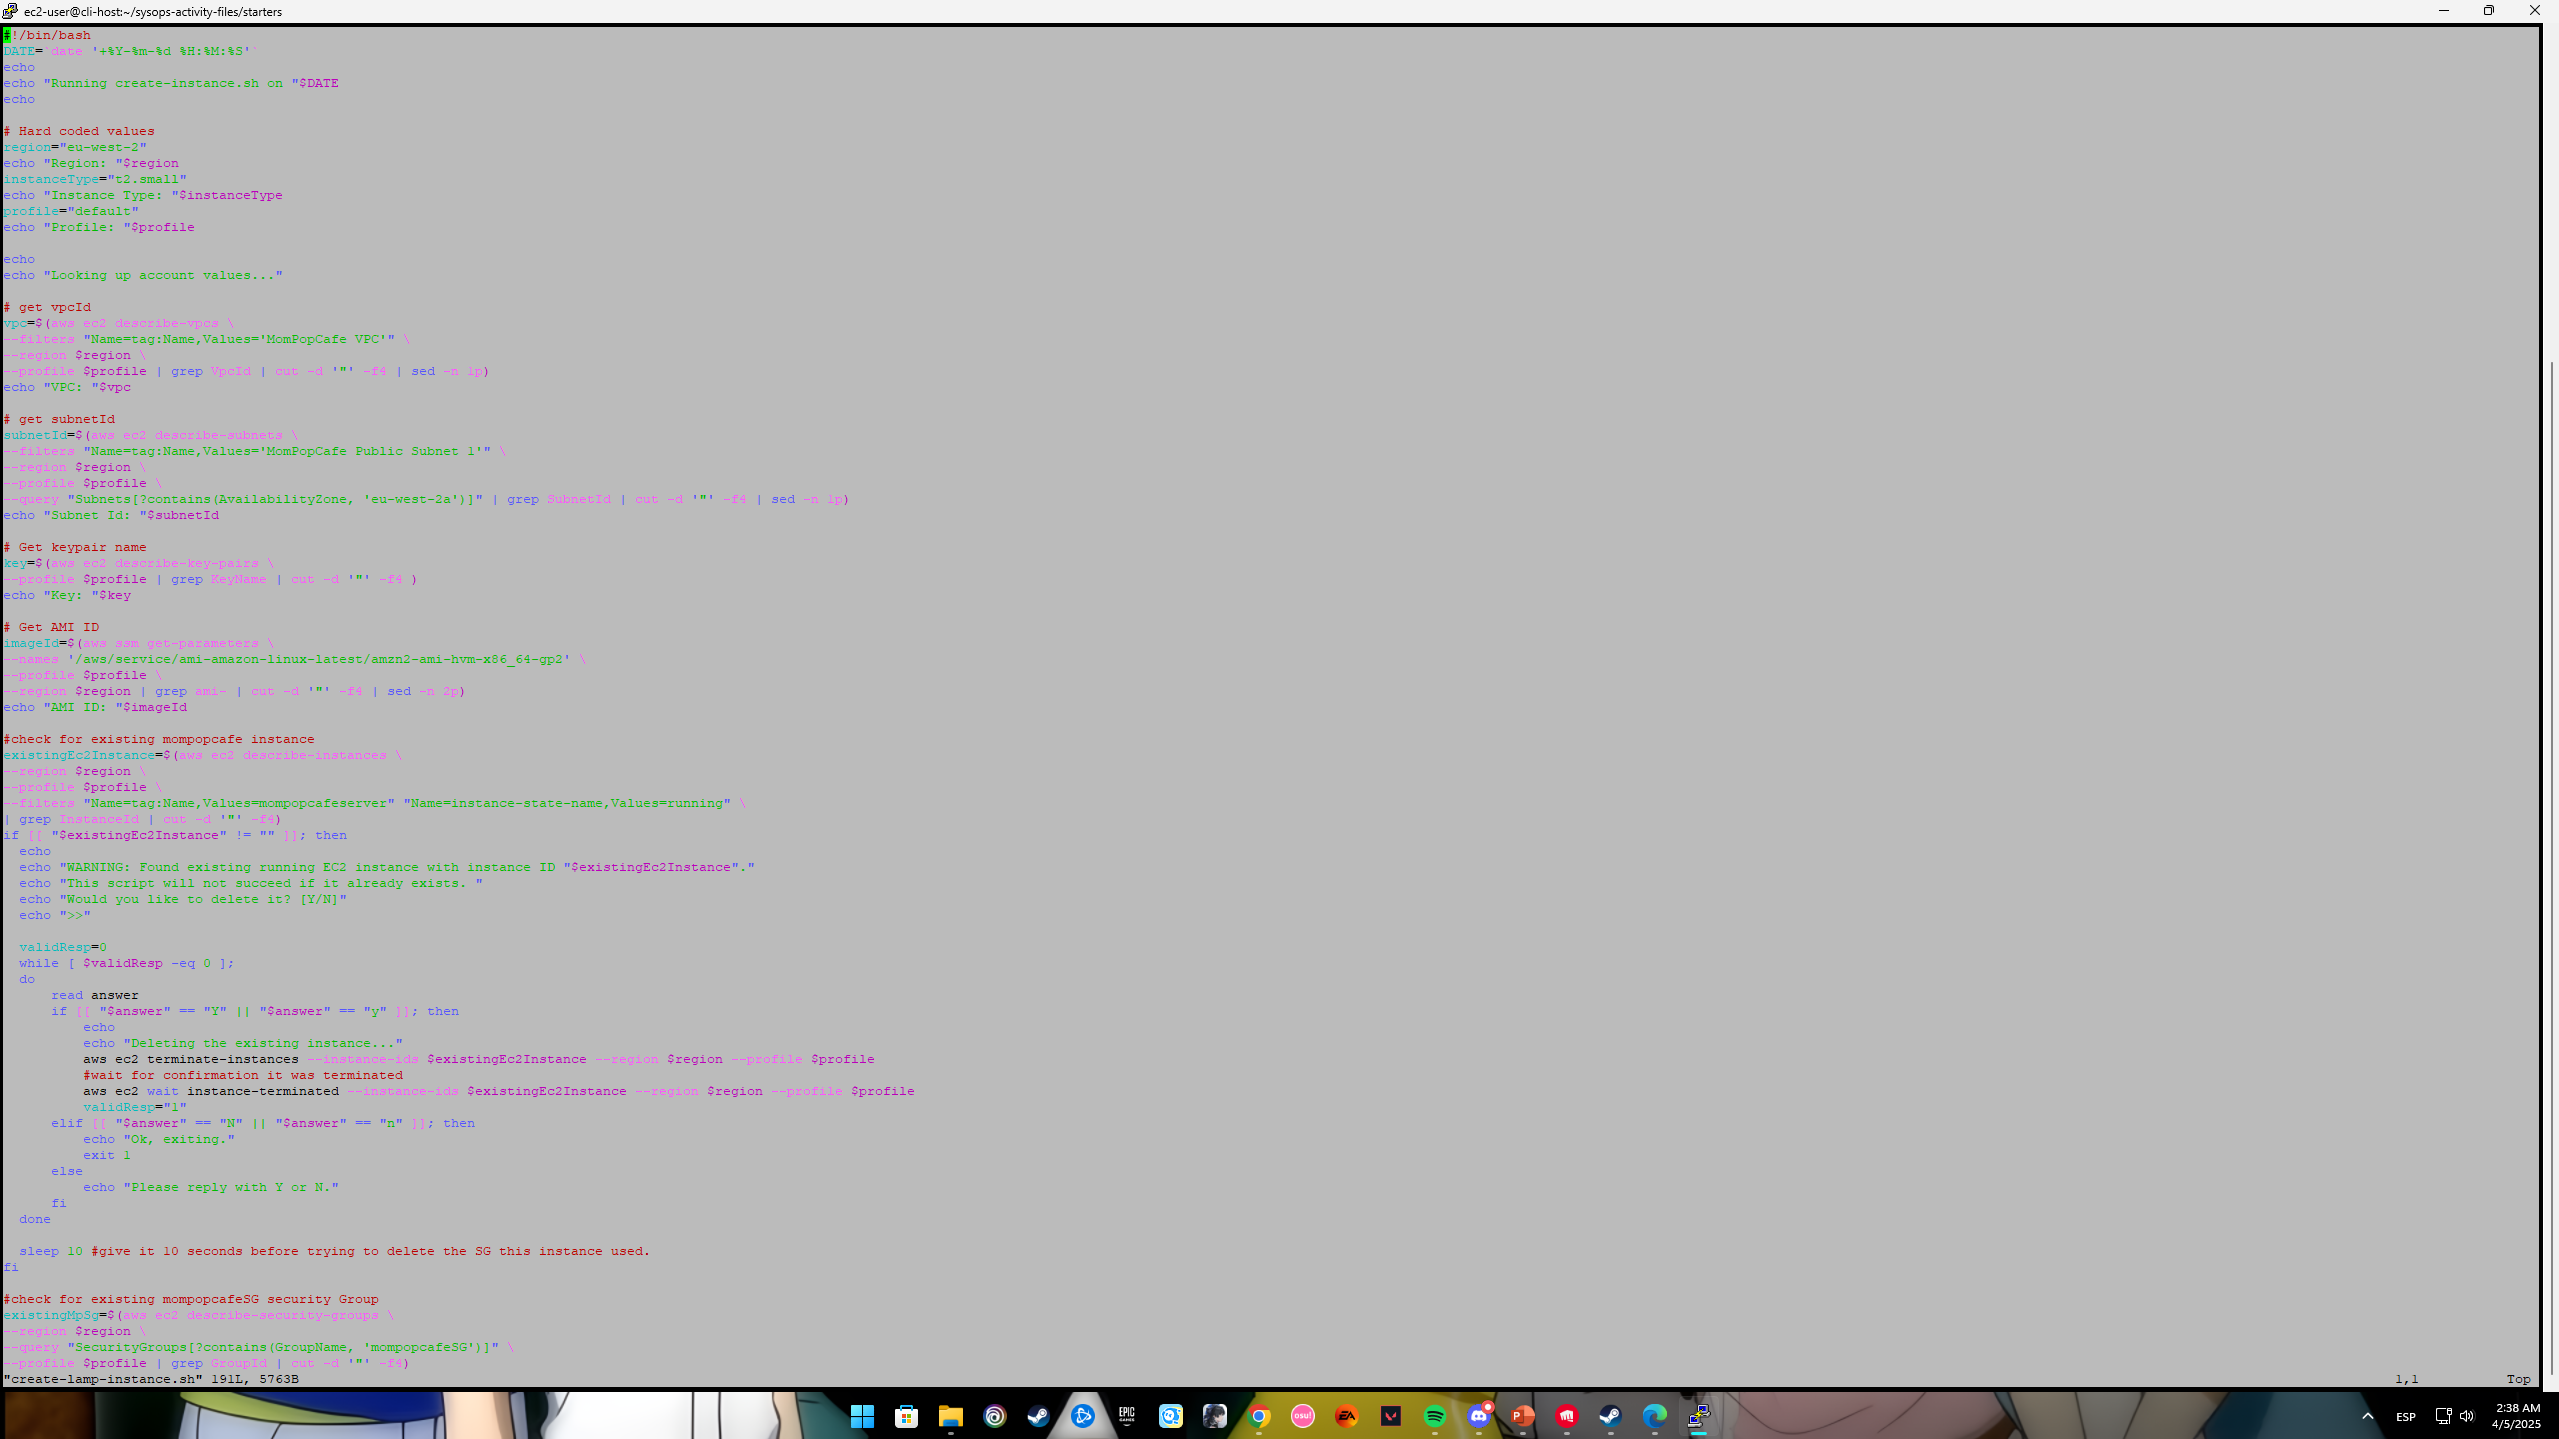 ec2-user@cli-host:~/sysops-activity-files/starters
#!/bin/bash
DATE=`date '+%Y-%m-%d %H:%M:%S'`
echo
echo "Running create-instance.sh on "$DATE
echo
# Hard coded values
region="eu-west-2"
echo "Region: "$region
instanceType="t2.small"
echo "Instance Type: "$instanceType
profile="default"
echo "Profile: "$profile
echo
echo "Looking up account values..."
# get vpcId
vpc=$(aws ec2 describe-vpcs \
--filters "Name=tag:Name,Values='MomPopCafe VPC'" \
--region $region \
--profile $profile | grep VpcId | cut -d '"' -f4 | sed -n 1p)
echo "VPC: "$vpc
# get subnetId
subnetId=$(aws ec2 describe-subnets \
--filters "Name=tag:Name,Values='MomPopCafe Public Subnet 1'" \
--region $region \
--profile $profile \
--query "Subnets[?contains(AvailabilityZone, 'eu-west-2a')]" | grep SubnetId | cut -d '"' -f4 | sed -n 1p)
echo "Subnet Id: "$subnetId
# Get keypair name
key=$(aws ec2 describe-key-pairs \
--profile $profile | grep KeyName | cut -d '"' -f4 )
echo "Key: "$key
# Get AMI ID
imageId=$(aws ssm get-parameters \
--names '/aws/service/ami-amazon-linux-latest/amzn2-ami-hvm-x86_64-gp2' \
--profile $profile \
--region $region | grep ami- | cut -d '"' -f4 | sed -n 2p)
echo "AMI ID: "$imageId
#check for existing mompopcafe instance
existingEc2Instance=$(aws ec2 describe-instances \
--region $region \
--profile $profile \
--filters "Name=tag:Name,Values=mompopcafeserver" "Name=instance-state-name,Values=running" \
| grep InstanceId | cut -d '"' -f4)
if [[ "$existingEc2Instance" != "" ]]; then
echo
echo "WARNING: Found existing running EC2 instance with instance ID "$existingEc2Instance"."
echo "This script will not succeed if it already exists. "
echo "Would you like to delete it? [Y/N]"
echo ">>"
validResp=0
while [ $validResp -eq 0 ];
do
read answer
if [[ "$answer" == "Y" || "$answer" == "y" ]]; then
echo
echo "Deleting the existing instance..."
aws ec2 terminate-instances --instance-ids $existingEc2Instance --region $region --profile $profile
#wait for confirmation it was terminated
aws ec2 wait instance-terminated --instance-ids $existingEc2Instance --region $region --profile $profile
validResp="1"
elif [[ "$answer" == "N" || "$answer" == "n" ]]; then
echo "Ok, exiting."
exit 1
else
echo "Please reply with Y or N."
fi
done
sleep 10 #give it 10 seconds before trying to delete the SG this instance used.
fi
#check for existing mompopcafeSG security Group
existingMpSg=$(aws ec2 describe-security-groups \
--region $region \
--query "SecurityGroups[?contains(GroupName, 'mompopcafeSG')]" \
--profile $profile | grep GroupId | cut -d '"' -f4)
"create-lamp-instance.sh" 191L, 5763B 1,1 Top
EPIC GAMES
osu!
EA
ESP
2:38 AM
4/5/2025